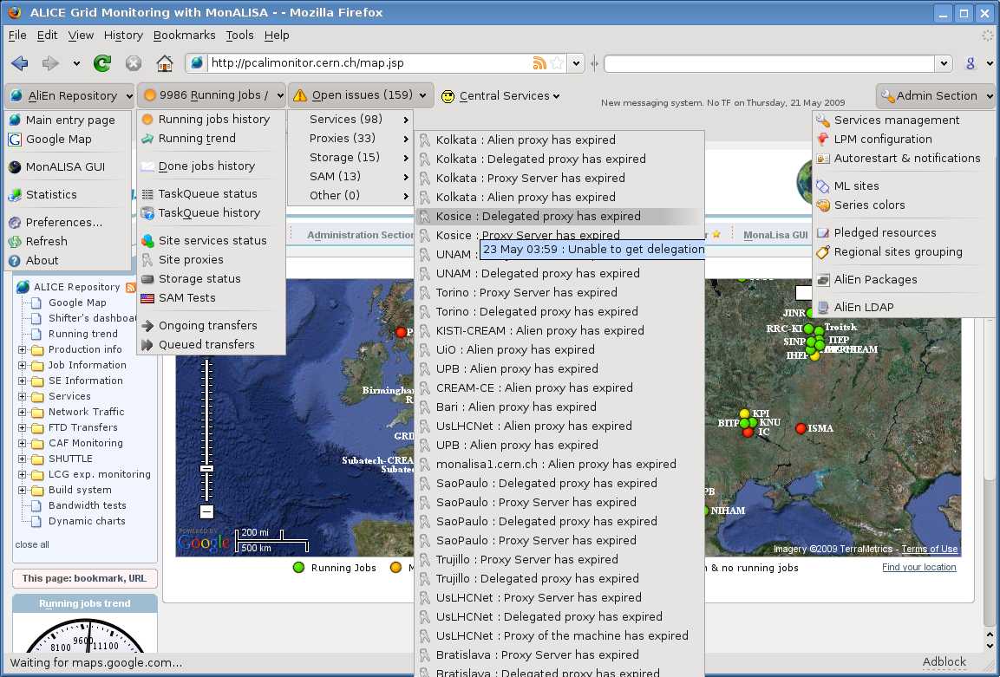 ALICE Grid Monitoring with MonALISA - - Mozilla Firefox
File Edit View History Bookmarks Tools Help
http://pcalimonitor.cern.ch/map.jsp
AliEn Repository
9986 Running Jobs /
Open issues (159)
Central Services
New messaging system. No TF on Thursday, 21 May 2009
Admin Section
Main entry page
Google Map
MonALISA GUI
Statistics
Preferences...
Refresh
About
Running jobs history
Running trend
Done jobs history
TaskQueue status
TaskQueue history
Site services status
Site proxies
Storage status
SAM Tests
Ongoing transfers
Queued transfers
Services (98)
Proxies (33)
Storage (15)
SAM (13)
Other (0)
Kolkata : Alien proxy has expired
Kolkata : Delegated proxy has expired
Kolkata : Proxy Server has expired
Kolkata : Alien proxy has expired
Kosice : Delegated proxy has expired
Kosice : Proxy Server has expired
23 May 03:59 : Unable to get delegation
UNAM :
UNAM : Delegated proxy has expired
Torino : Proxy Server has expired
Torino : Delegated proxy has expired
KISTI-CREAM : Alien proxy has expired
UiO : Alien proxy has expired
UPB : Alien proxy has expired
CREAM-CE : Alien proxy has expired
Bari : Alien proxy has expired
UsLHCNet : Alien proxy has expired
UPB : Alien proxy has expired
monalisa1.cern.ch : Alien proxy has expired
SaoPaulo : Delegated proxy has expired
SaoPaulo : Proxy Server has expired
SaoPaulo : Delegated proxy has expired
SaoPaulo : Proxy Server has expired
Trujillo : Proxy Server has expired
Trujillo : Delegated proxy has expired
UsLHCNet : Proxy Server has expired
UsLHCNet : Delegated proxy has expired
UsLHCNet : Proxy of the machine has expired
Bratislava : Proxy Server has expired
Bratislava : Delegated proxy has expired
Services management
LPM configuration
Autorestart & notifications
ML sites
Series colors
Pledged resources
Regional sites grouping
AliEn Packages
AliEn LDAP
Administration Section
MonaLisa GUI
ALICE Repository
Google Map
Shifter's dashboa
Running trend
Production info
Job Information
SE Information
Services
Network Traffic
FTD Transfers
CAF Monitoring
SHUTTLE
LCG exp. monitoring
Build system
Bandwidth tests
Dynamic charts
close all
This page: bookmark, URL
Running jobs trend
8100 9600 11100
Birmingham
GRI
Subatech-CREA
Subate
JINR
RRC-KI
Troitsk
SINP
ITEP
IHEP
KPI
BITP
KNU
IC
ISMA
PB
NIHAM
POWERED BY
Google
200 mi
500 km
Imagery ©2009 TerraMetrics - Terms of Use
Running Jobs
M
& no running jobs
Find your location
Waiting for maps.google.com...
Adblock